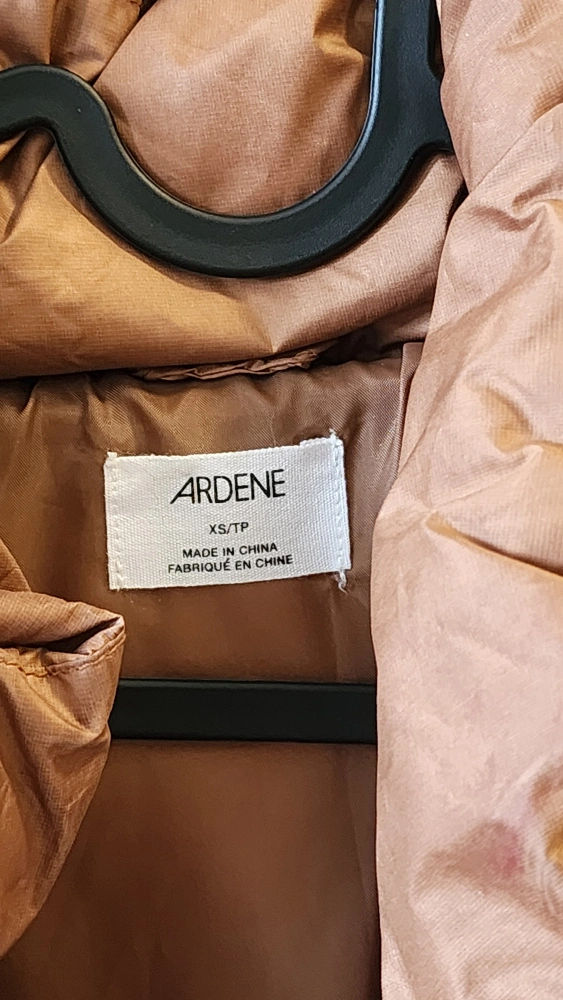 ARDENE
XS/TP
MADE IN CHINA
FABRIQUÉ EN CHINE